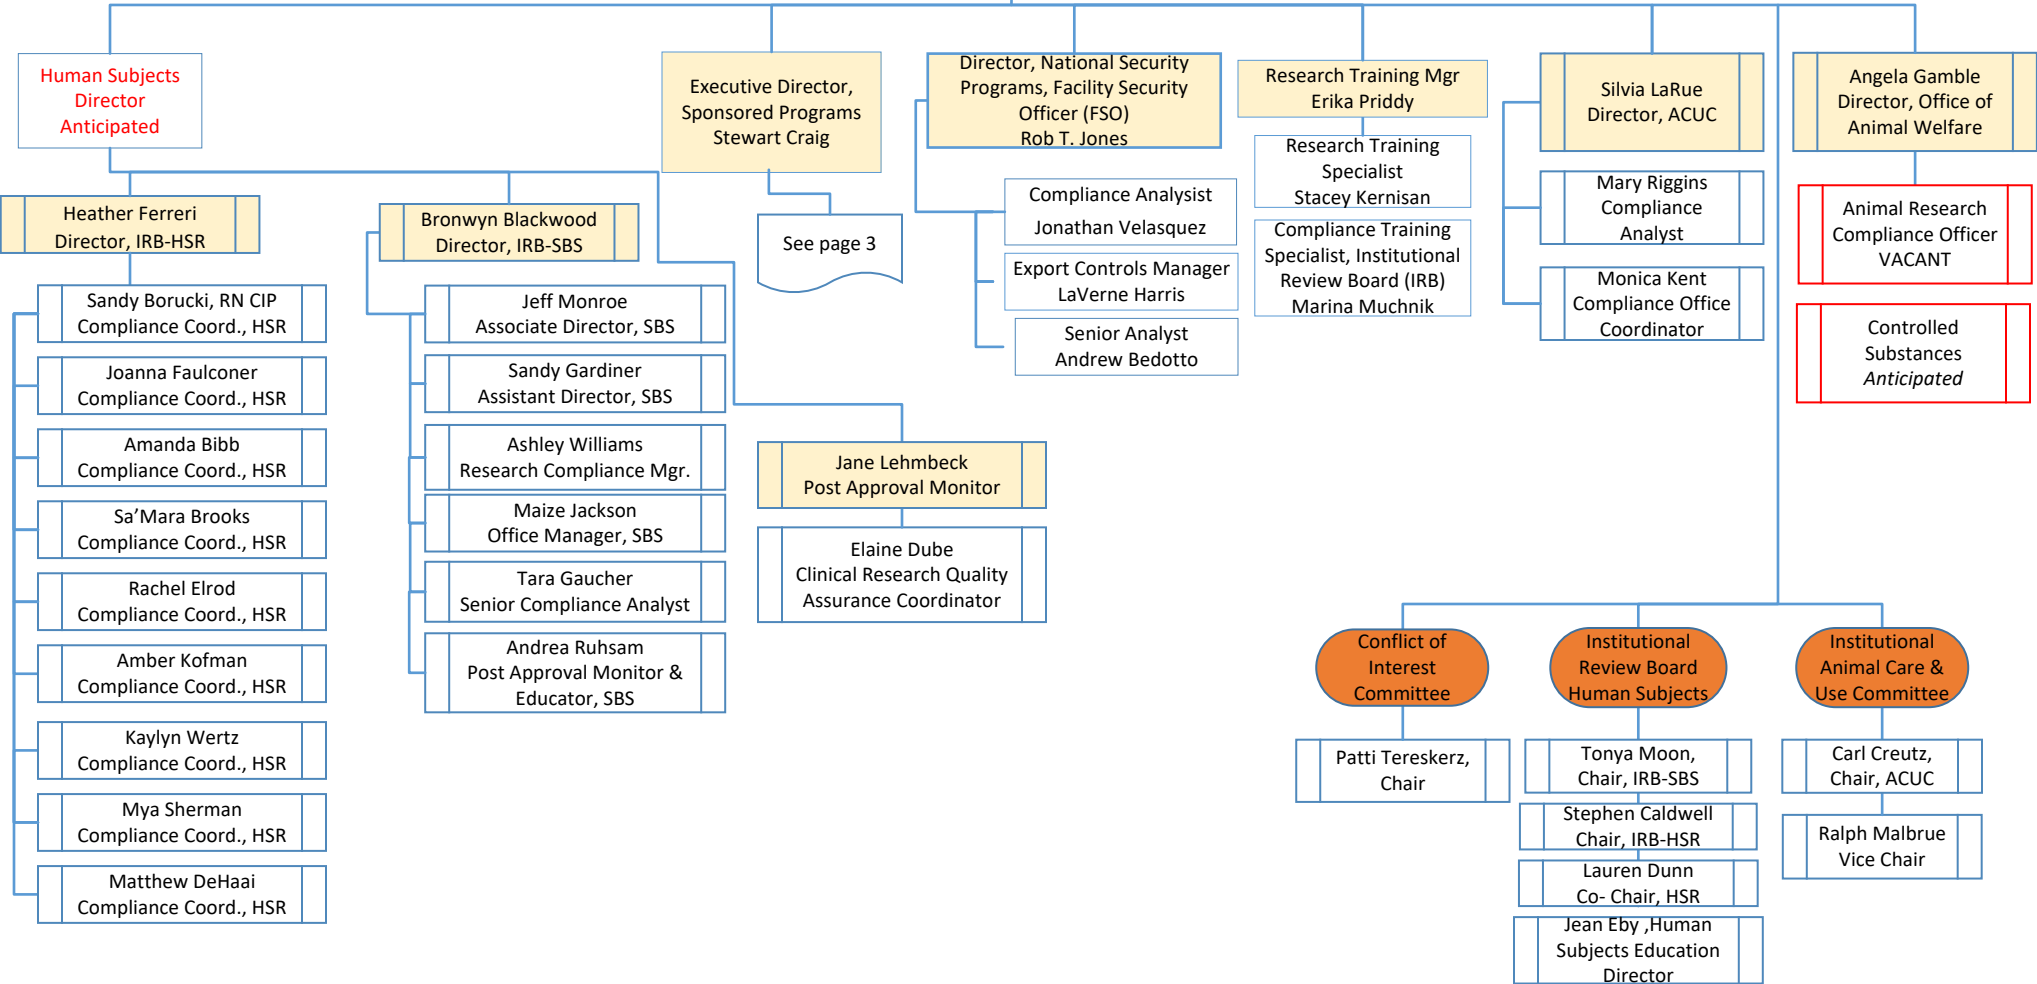 Human Subjects
Director
Anticipated
Heather Ferreri
Director, IRB-HSR
Sandy Borucki, RN CIP
Compliance Coord., HSR
Joanna Faulconer
Compliance Coord., HSR
Amanda Bibb
Compliance Coord., HSR
Sa’Mara Brooks
Compliance Coord., HSR
Rachel Elrod
Compliance Coord., HSR
Amber Kofman
Compliance Coord., HSR
Kaylyn Wertz
Compliance Coord., HSR
Mya Sherman
Compliance Coord., HSR
Matthew DeHaai
Compliance Coord., HSR
Bronwyn Blackwood
Director, IRB-SBS
Jeff Monroe
Associate Director, SBS
Sandy Gardiner
Assistant Director, SBS
Ashley Williams
Research Compliance Mgr.
Maize Jackson
Office Manager, SBS
Tara Gaucher
Senior Compliance Analyst
Andrea Ruhsam
Post Approval Monitor &
Educator, SBS
Jane Lehmbeck
Post Approval Monitor
Elaine Dube
Clinical Research Quality
Assurance Coordinator
Executive Director,
Sponsored Programs
Stewart Craig
See page 3
Director, National Security
Programs, Facility Security
Officer (FSO)
Rob T. Jones
Compliance Analysist
Jonathan Velasquez
Export Controls Manager
LaVerne Harris
Senior Analyst
Andrew Bedotto
Research Training Mgr
Erika Priddy
Research Training
Specialist
Stacey Kernisan
Compliance Training
Specialist, Institutional
Review Board (IRB)
Marina Muchnik
Silvia LaRue
Director, ACUC
Mary Riggins
Compliance
Analyst
Monica Kent
Compliance Office
Coordinator
Angela Gamble
Director, Office of
Animal Welfare
Animal Research
Compliance Officer
VACANT
Controlled
Substances
Anticipated
Conflict of
Interest
Committee
Patti Tereskerz,
Chair
Institutional
Review Board
Human Subjects
Tonya Moon,
Chair, IRB-SBS
Stephen Caldwell
Chair, IRB-HSR
Lauren Dunn
Co- Chair, HSR
Jean Eby ,Human
Subjects Education
Director
Institutional
Animal Care &
Use Committee
Carl Creutz,
Chair, ACUC
Ralph Malbrue
Vice Chair